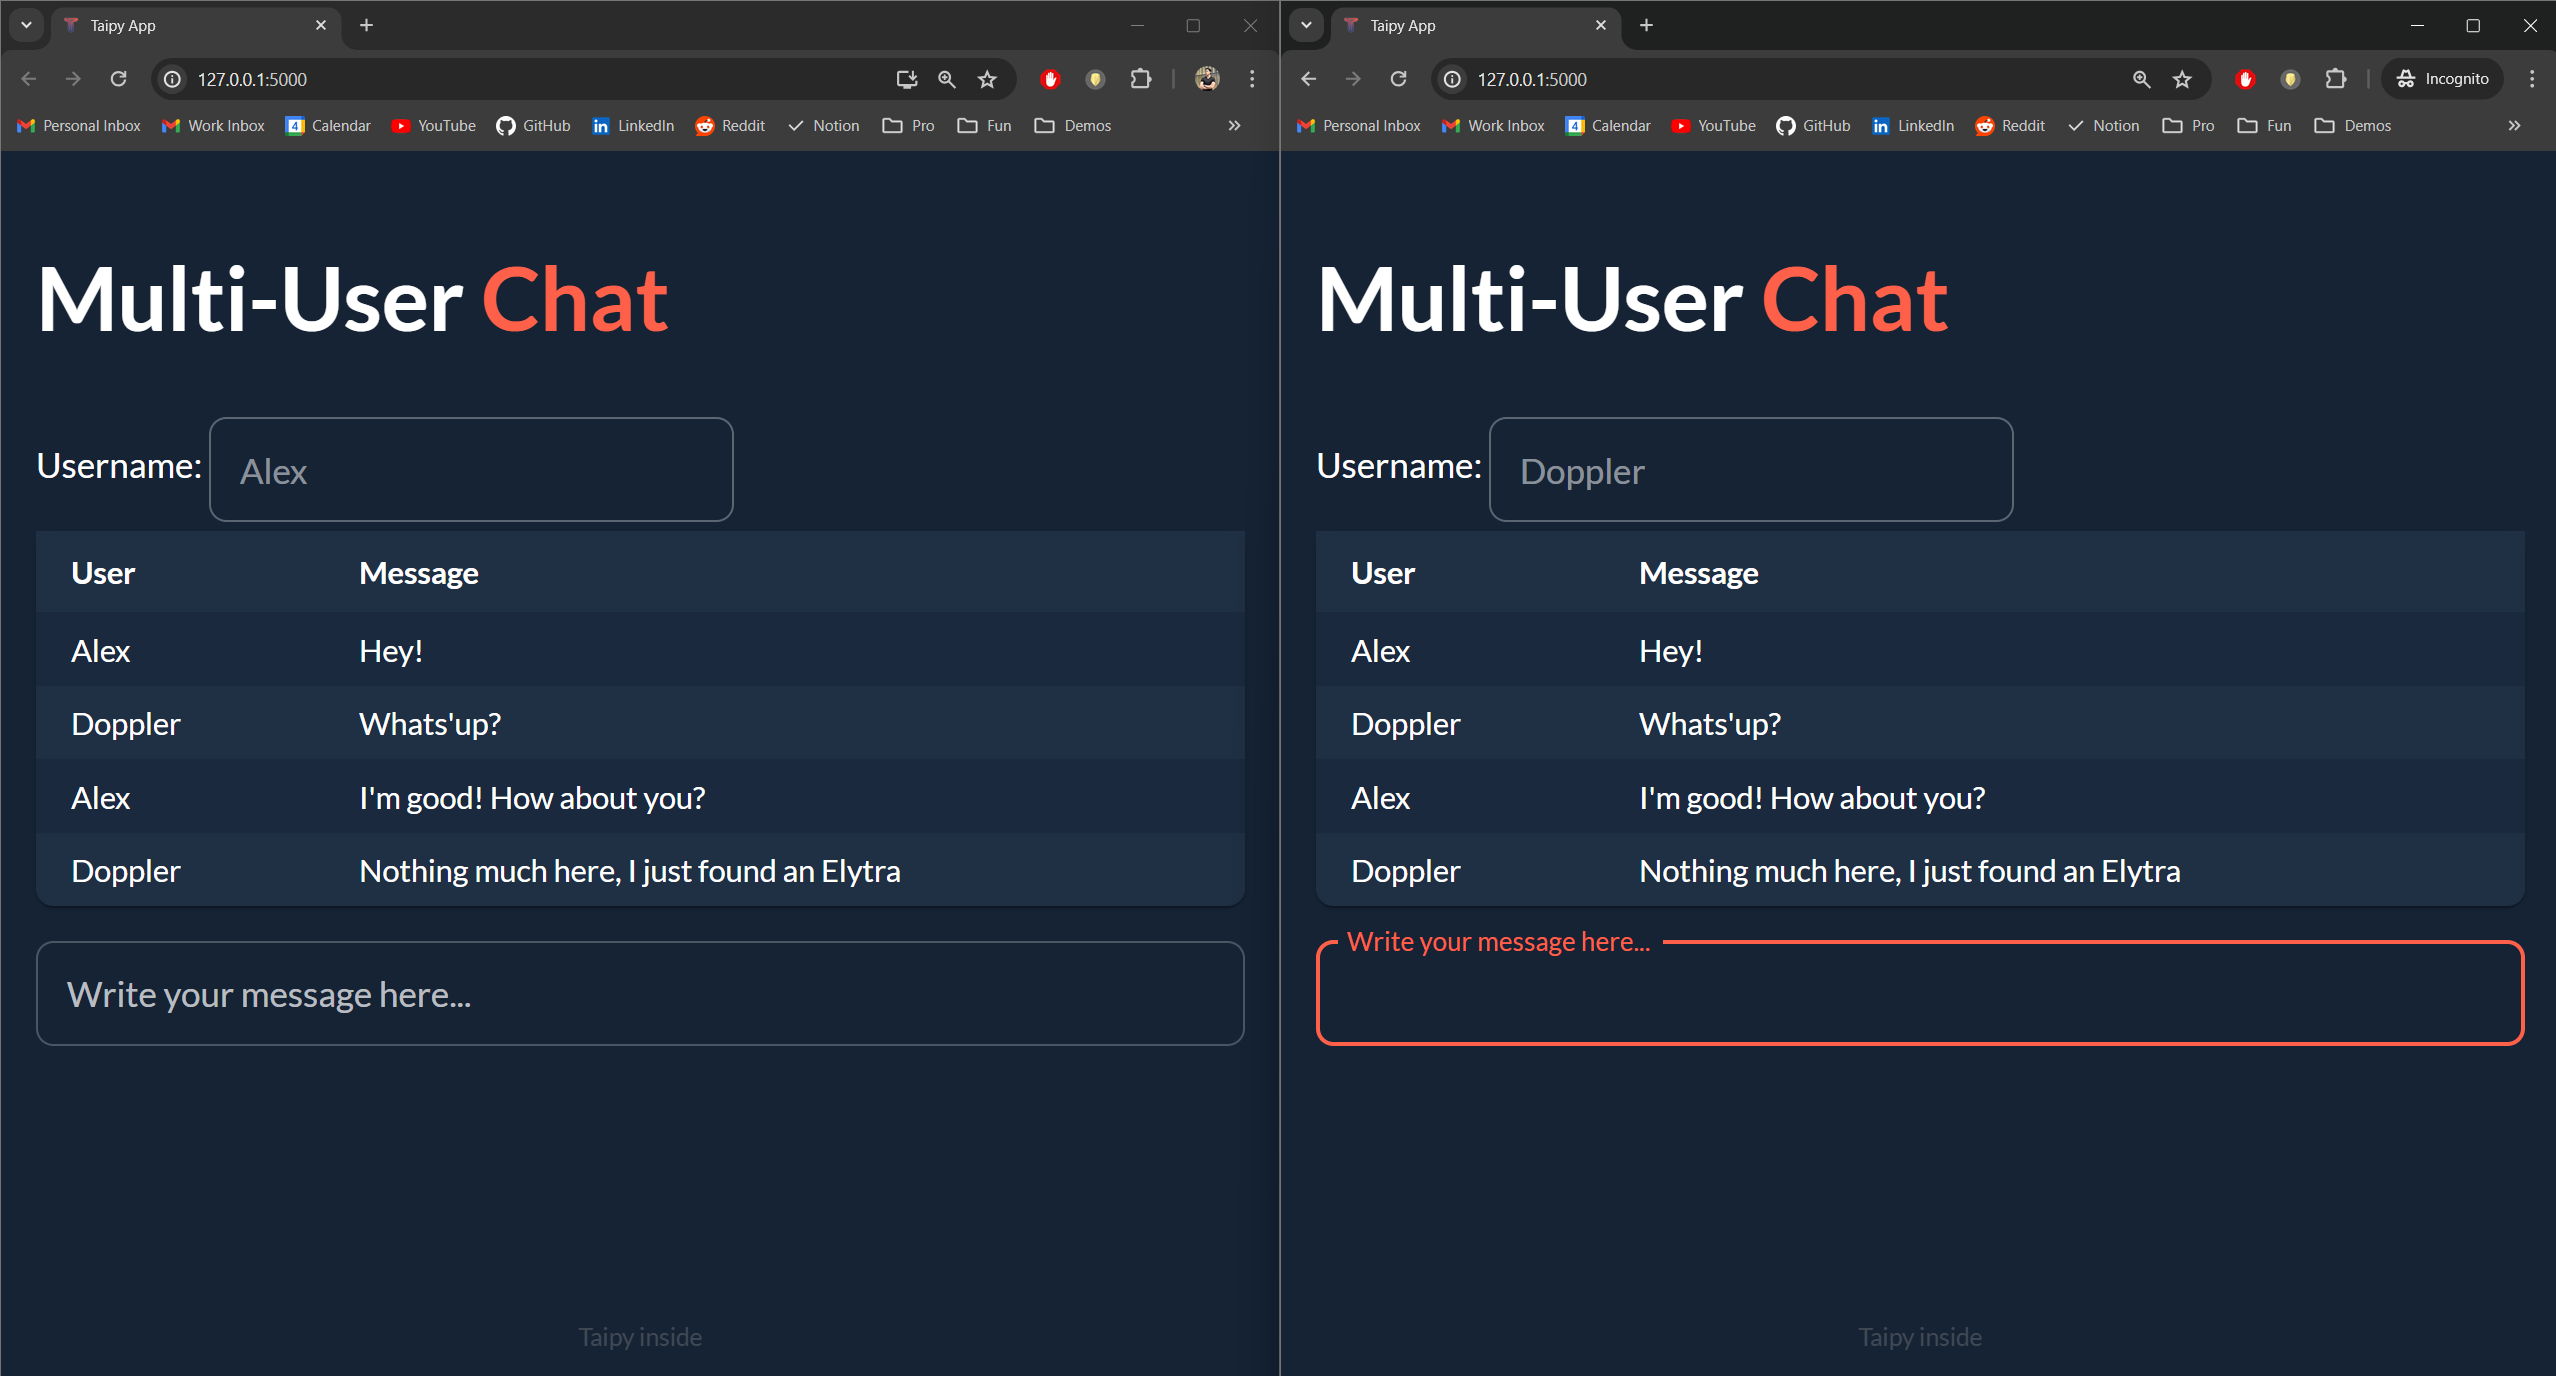 Taipy App
127.0.0.1:5000
Personal Inbox Work Inbox 4 Calendar YouTube GitHub in LinkedIn Reddit Notion Pro Fun Demos
Multi-User Chat
Username: Alex
User Message
Alex Hey!
Doppler Whats'up?
Alex I'm good! How about you?
Doppler Nothing much here, I just found an Elytra
Write your message here...
Taipy inside
Taipy App
127.0.0.1:5000 Incognito
Personal Inbox Work Inbox 4 Calendar YouTube GitHub in LinkedIn Reddit Notion Pro Fun Demos
Multi-User Chat
Username: Doppler
User Message
Alex Hey!
Doppler Whats'up?
Alex I'm good! How about you?
Doppler Nothing much here, I just found an Elytra
Write your message here...
Taipy inside